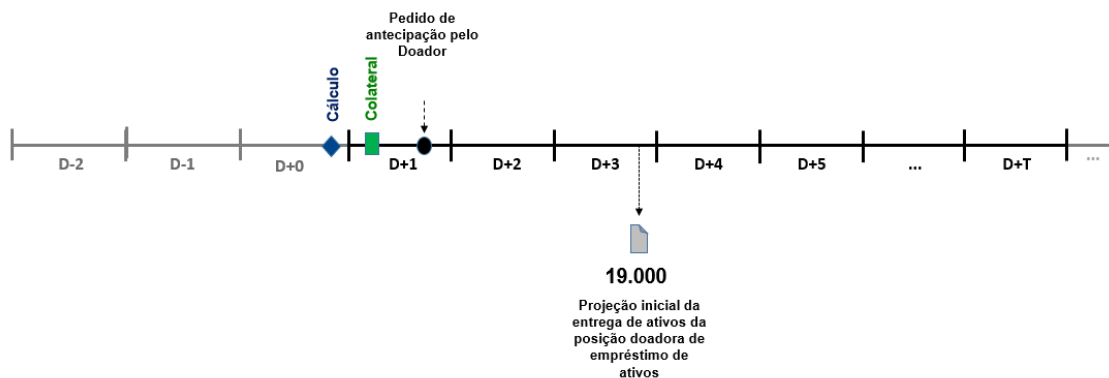 Pedido de
antecipação pelo
Doador
Cálculo
Colateral
D-2
D-1
D+0
D+1
D+2
D+3
D+4
D+5
...
D+T
...
19.000
Projeção inicial da
entrega de ativos da
posição doadora de
empréstimo de
ativos